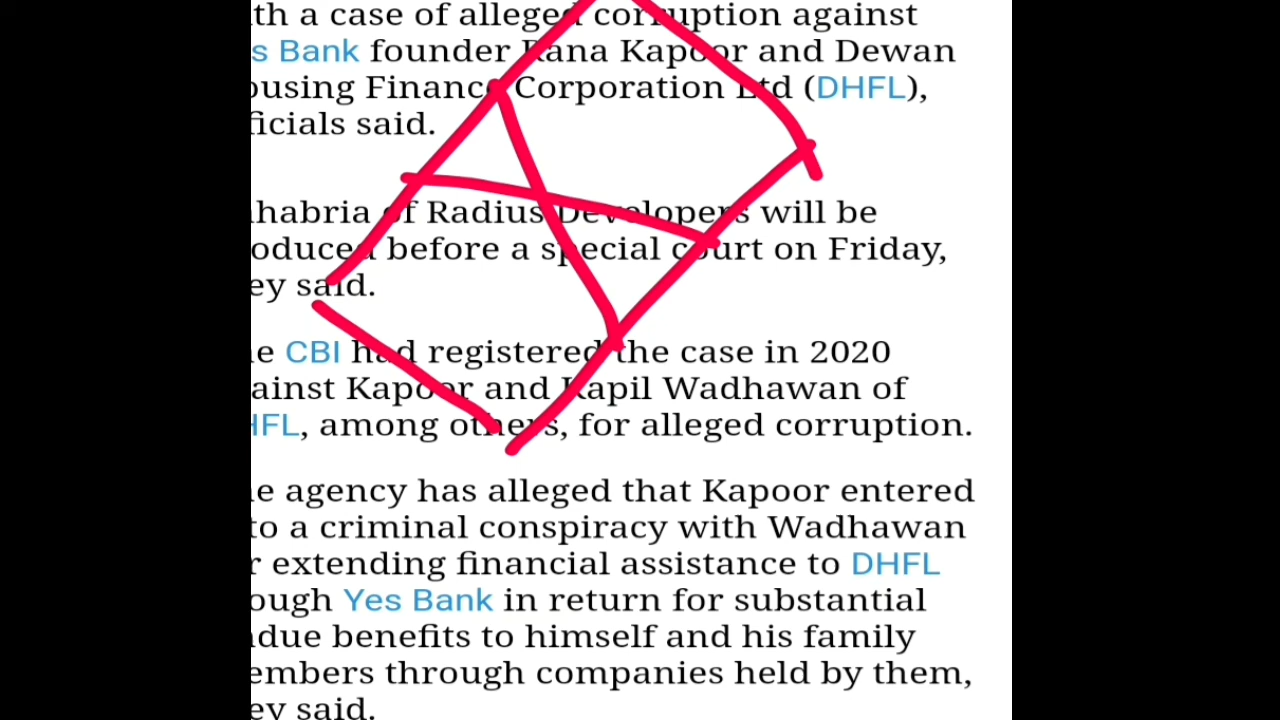 th a case of alleged corruption against
s Bank founder Rana Kapoor and Dewan
ousing Finance Corporation Ltd (DHFL),
ficials said.
habria of Radius Developers will be
oduced before a special court on Friday,
ey said.
e CBI had registered the case in 2020
ainst Kapoor and Kapil Wadhawan of
HFL, among others, for alleged corruption.
e agency has alleged that Kapoor entered
to a criminal conspiracy with Wadhawan
r extending financial assistance to DHFL
ough Yes Bank in return for substantial
due benefits to himself and his family
embers through companies held by them,
ey said.